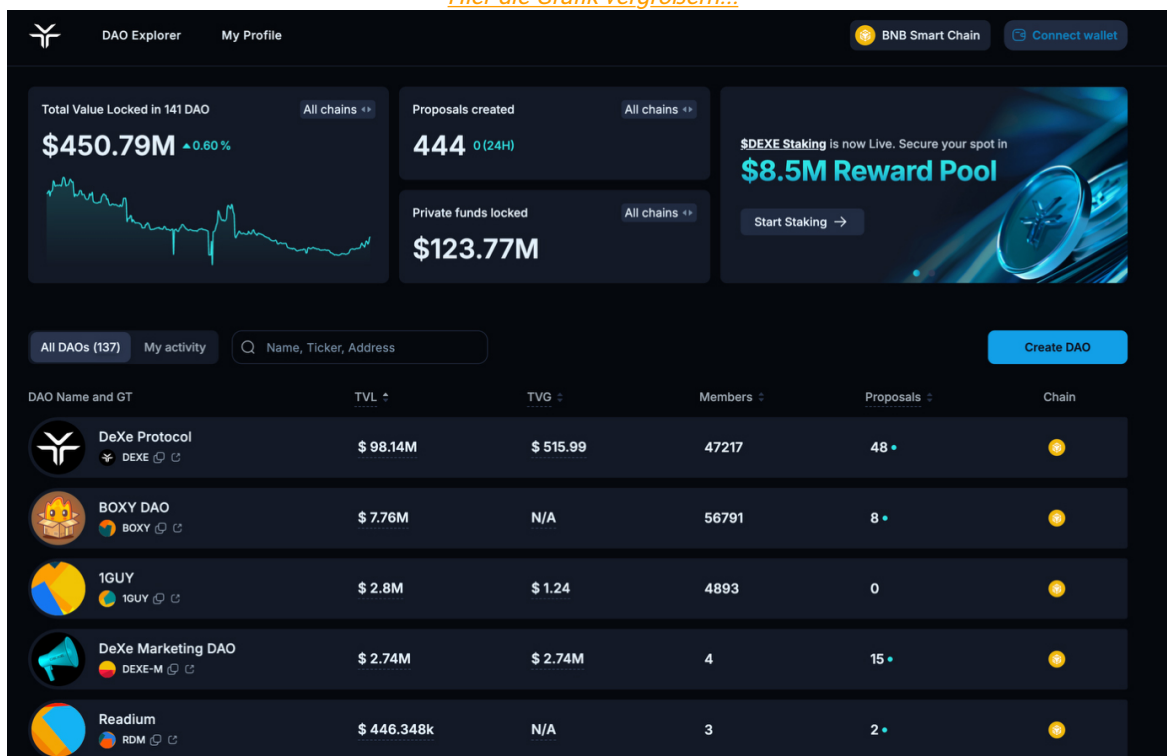 Hier die Grafik vergrößern...
DAO Explorer My Profile BNB Smart Chain Connect wallet
Total Value Locked in 141 DAO All chains
$450.79M 0.60 %
Proposals created All chains
444 0 (24H)
Private funds locked All chains
$123.77M
$DEXE Staking is now Live. Secure your spot in
$8.5M Reward Pool
Start Staking →
All DAOs (137) My activity Name, Ticker, Address Create DAO
DAO Name and GT TVL TVG Members Proposals Chain
DeXe Protocol
DEXE
$ 98.14M $ 515.99 47217 48
BOXY DAO
BOXY
$ 7.76M N/A 56791 8
1GUY
1GUY
$ 2.8M $ 1.24 4893 0
DeXe Marketing DAO
DEXE-M
$ 2.74M $ 2.74M 4 15
Readium
RDM
$ 446.348k N/A 3 2